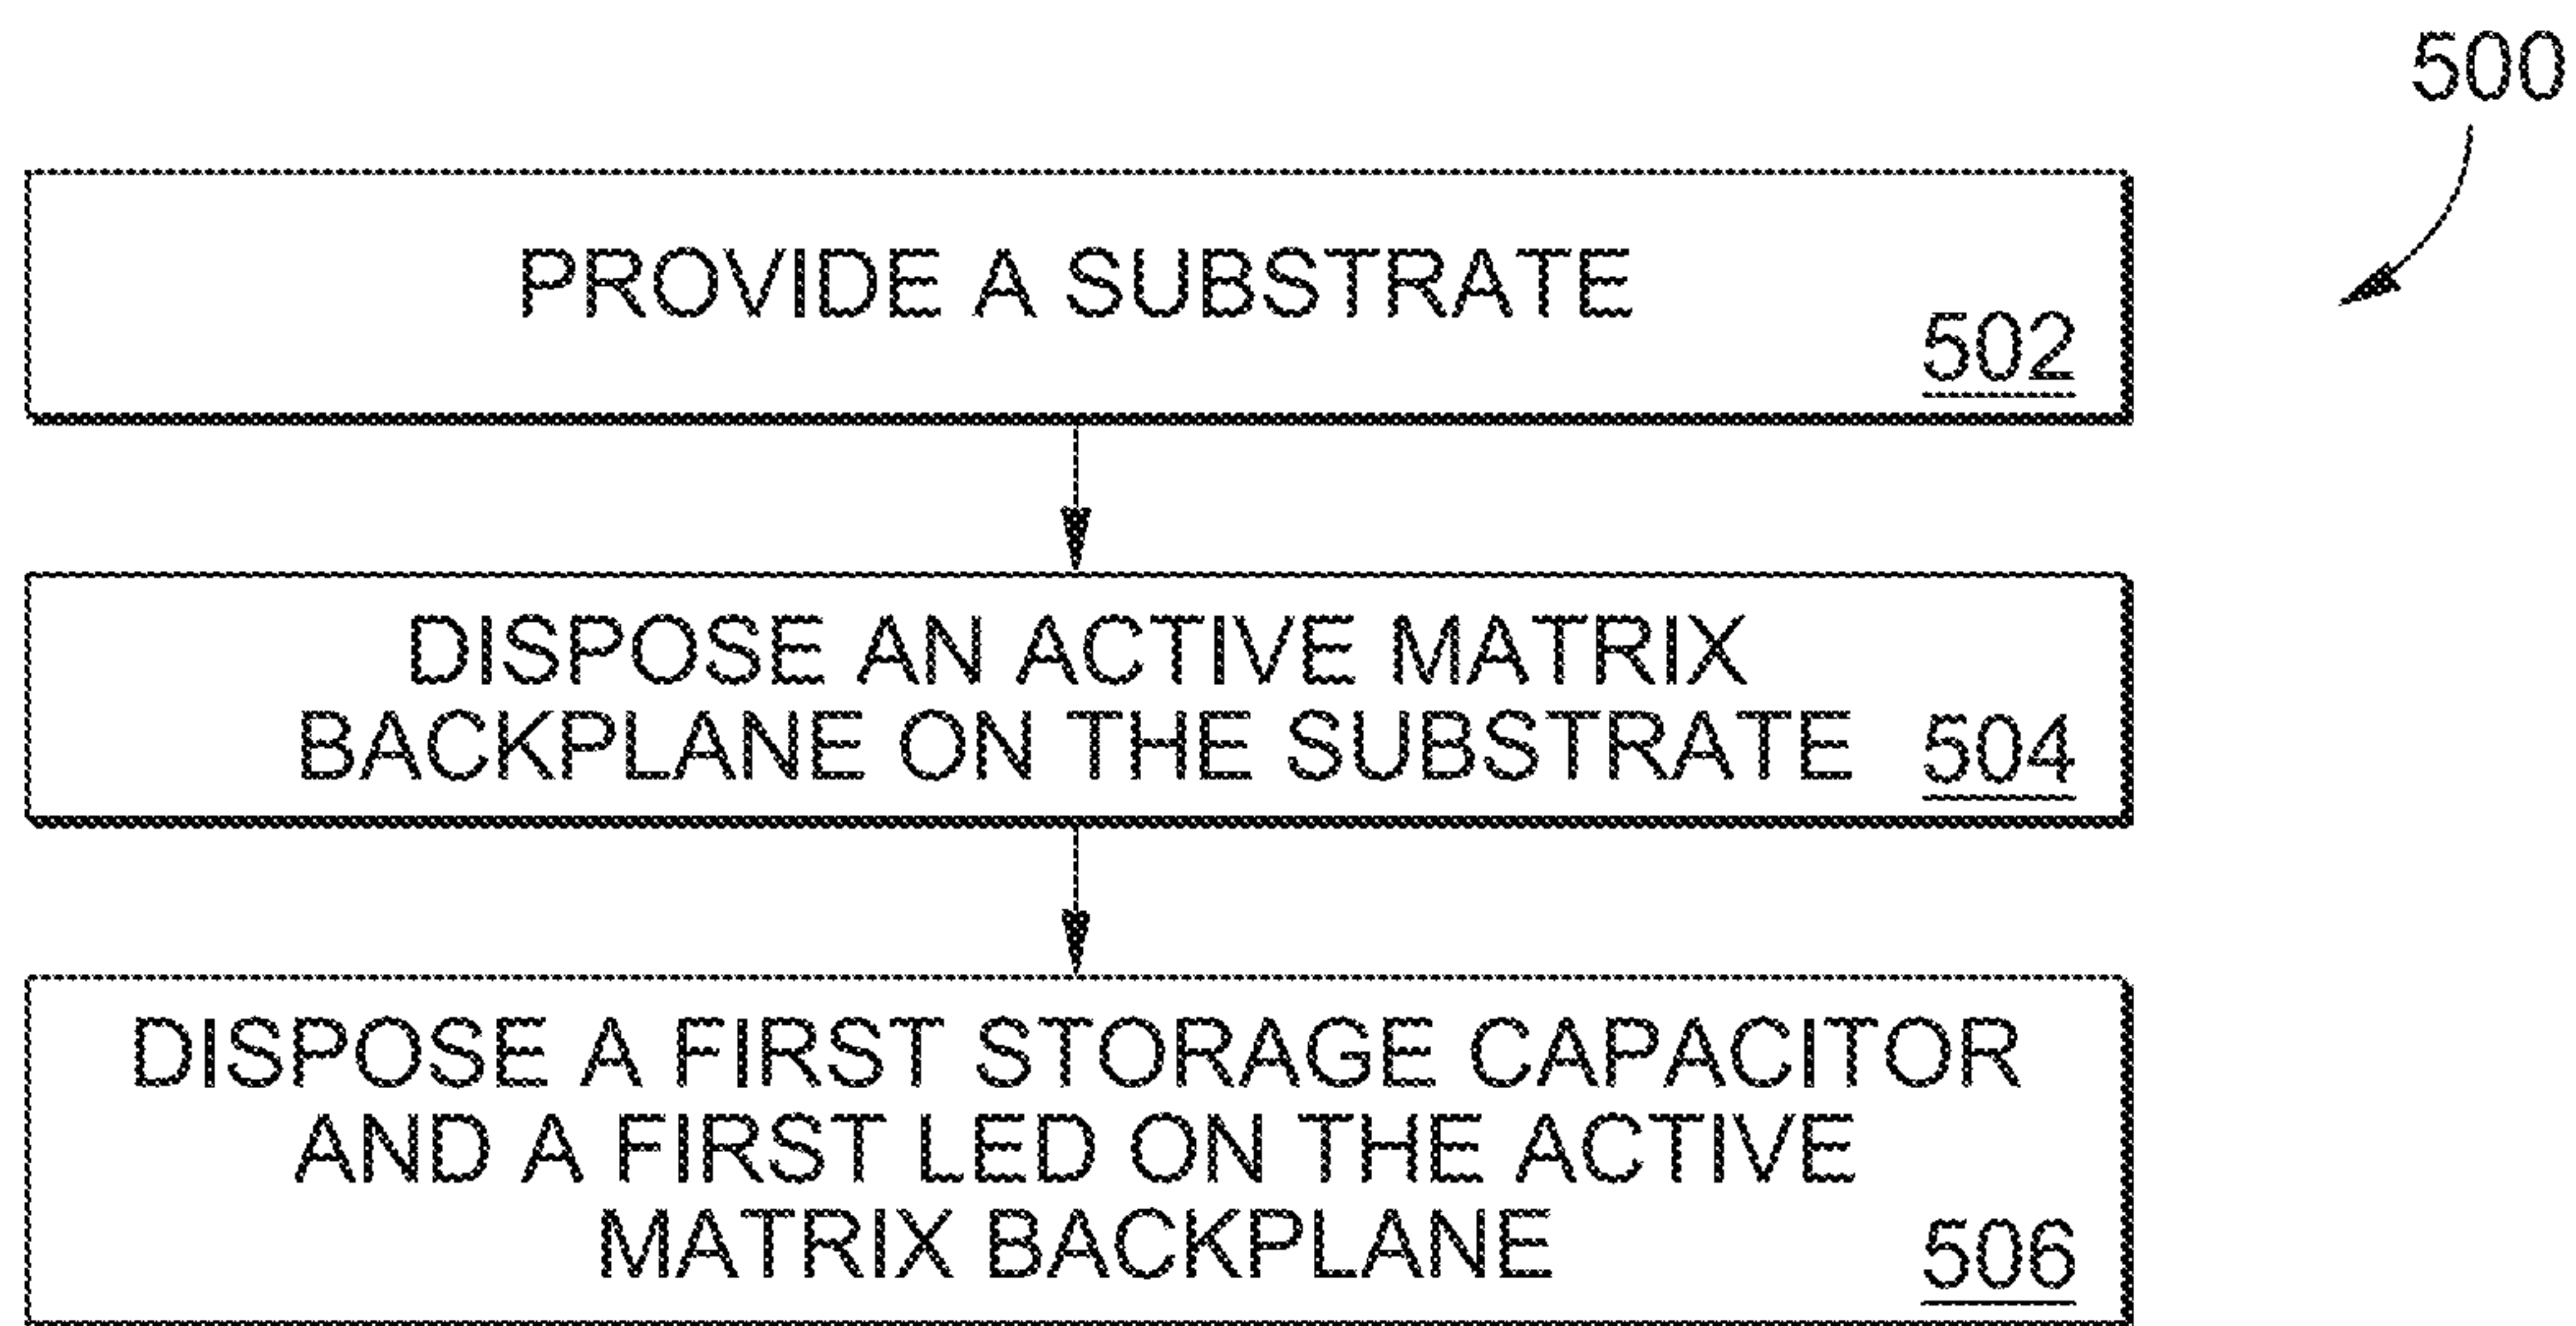 500
PROVIDE A SUBSTRATE
502
DISPOSE AN ACTIVE MATRIX
BACKPLANE ON THE SUBSTRATE 504
DISPOSE A FIRST STORAGE CAPACITOR
AND A FIRST LED ON THE ACTIVE
MATRIX BACKPLANE
506